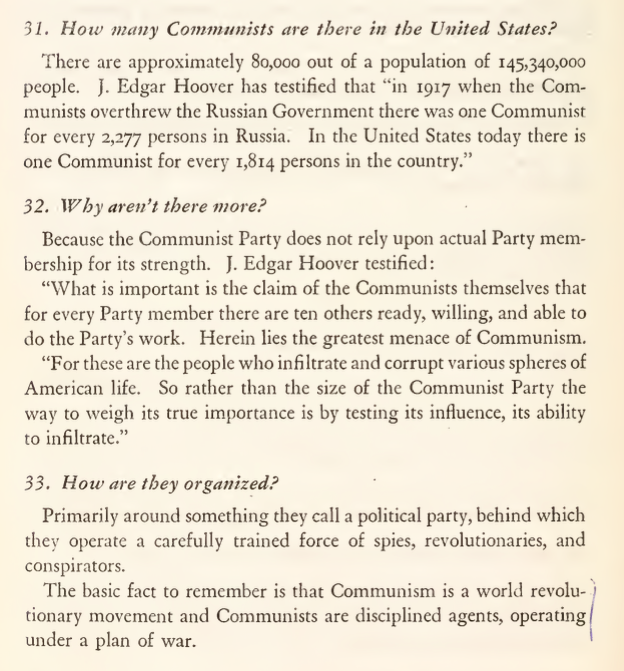 31. How many Communists are there in the United States?
There are approximately 80,000 out of a population of 145,340,000
people. J. Edgar Hoover has testified that “in 1917 when the Com-
munists overthrew the Russian Government there was one Communist
for every 2,277 persons in Russia. In the United States today there is
one Communist for every 1,814 persons in the country.”
32. Why aren’t there more?
Because the Communist Party does not rely upon actual Party mem-
bership for its strength. J. Edgar Hoover testified:
“What is important is the claim of the Communists themselves that
for every Party member there are ten others ready, willing, and able to
do the Party’s work. Herein lies the greatest menace of Communism.
“For these are the people who infiltrate and corrupt various spheres of
American life. So rather than the size of the Communist Party the
way to weigh its true importance is by testing its influence, its ability
to infiltrate.”
33. How are they organized?
Primarily around something they call a political party, behind which
they operate a carefully trained force of spies, revolutionaries, and
conspirators.
The basic fact to remember is that Communism is a world revolu-
tionary movement and Communists are disciplined agents, operating
under a plan of war.